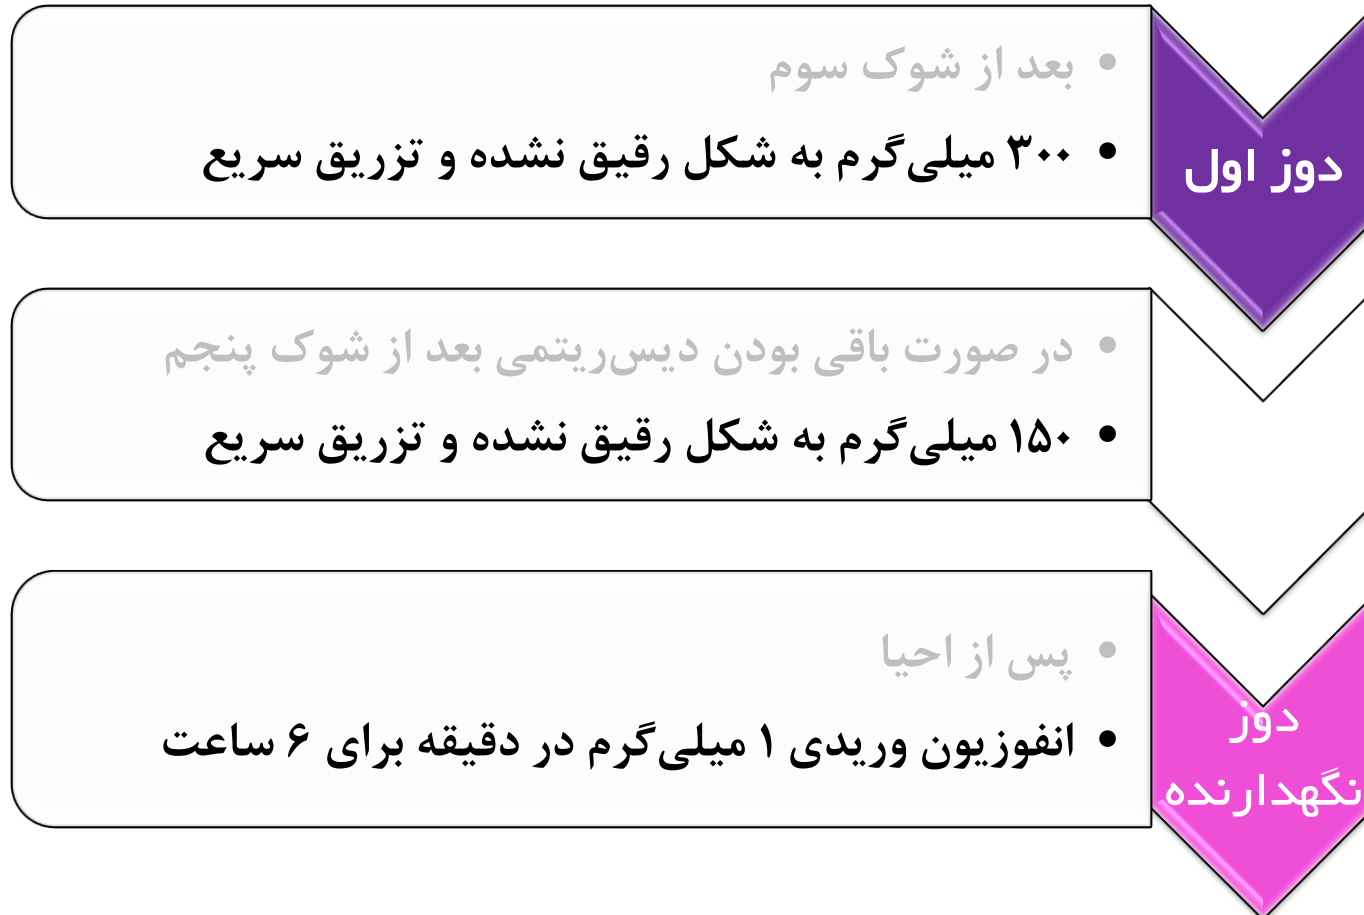 دوز اول
• بعد از شوک سوم
• ۳۰۰ میلی‌گرم به شکل رقیق نشده و تزریق سریع
• در صورت باقی بودن دیس‌ریتمی بعد از شوک پنجم
• ۱۵۰ میلی‌گرم به شکل رقیق نشده و تزریق سریع
دوز
نگهدارنده
• پس از احیا
• انفوزیون وریدی ۱ میلی‌گرم در دقیقه برای ۶ ساعت